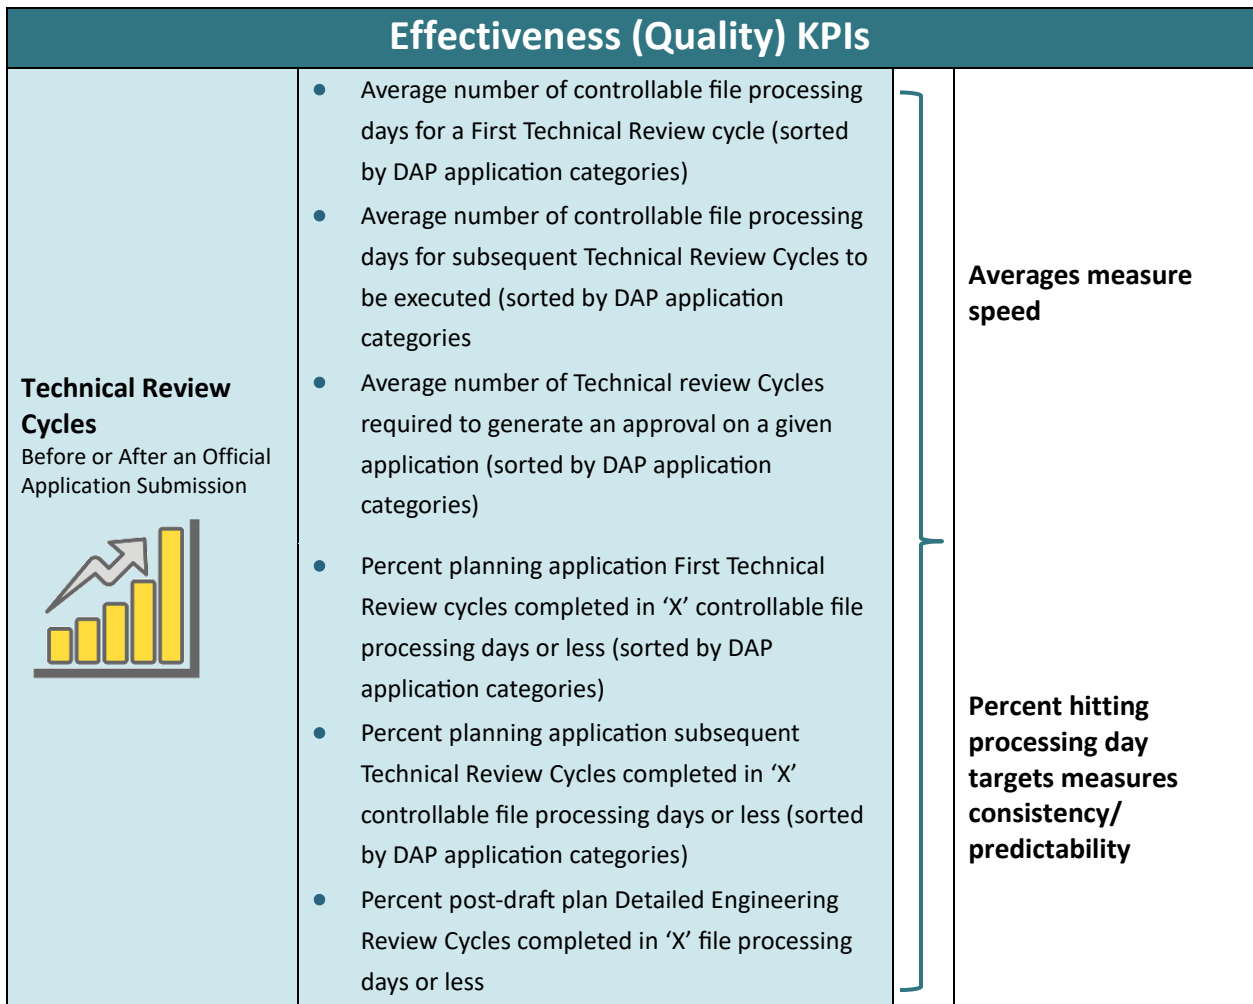 Effectiveness (Quality) KPIs
Technical Review
Cycles
Before or After an Official
Application Submission
● Average number of controllable file processing
days for a First Technical Review cycle (sorted
by DAP application categories)
● Average number of controllable file processing
days for subsequent Technical Review Cycles to
be executed (sorted by DAP application
categories
● Average number of Technical review Cycles
required to generate an approval on a given
application (sorted by DAP application
categories)
● Percent planning application First Technical
Review cycles completed in ‘X’ controllable file
processing days or less (sorted by DAP
application categories)
● Percent planning application subsequent
Technical Review Cycles completed in ‘X’
controllable file processing days or less (sorted
by DAP application categories)
● Percent post-draft plan Detailed Engineering
Review Cycles completed in ‘X’ file processing
days or less
Averages measure
speed
Percent hitting
processing day
targets measures
consistency/
predictability